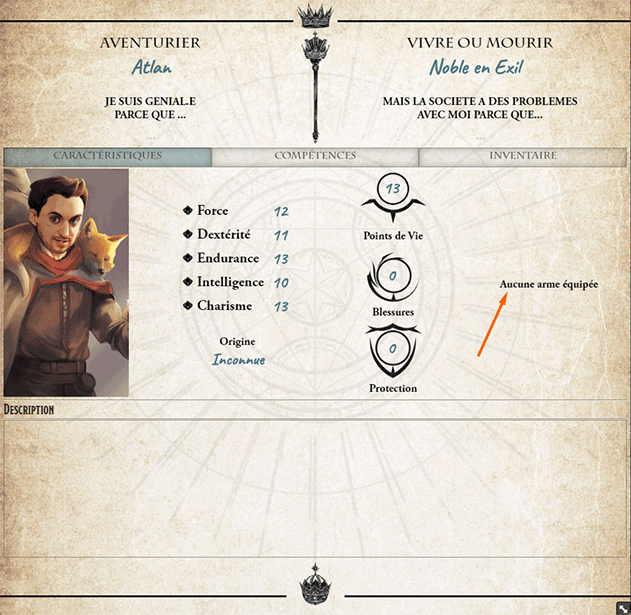 AVENTURIER
Atlan
JE SUIS GENIAL.E
PARCE QUE ...
...
VIVRE OU MOURIR
Noble en Exil
MAIS LA SOCIETE A DES PROBLEMES
AVEC MOI PARCE QUE...
...
CARACTÉRISTIQUES
COMPÉTENCES
INVENTAIRE
Force 12
Dextérité 11
Endurance 13
Intelligence 10
Charisme 13
Origine
Inconnue
13
Points de Vie
0
Blessures
0
Protection
Aucune arme équipée
Description